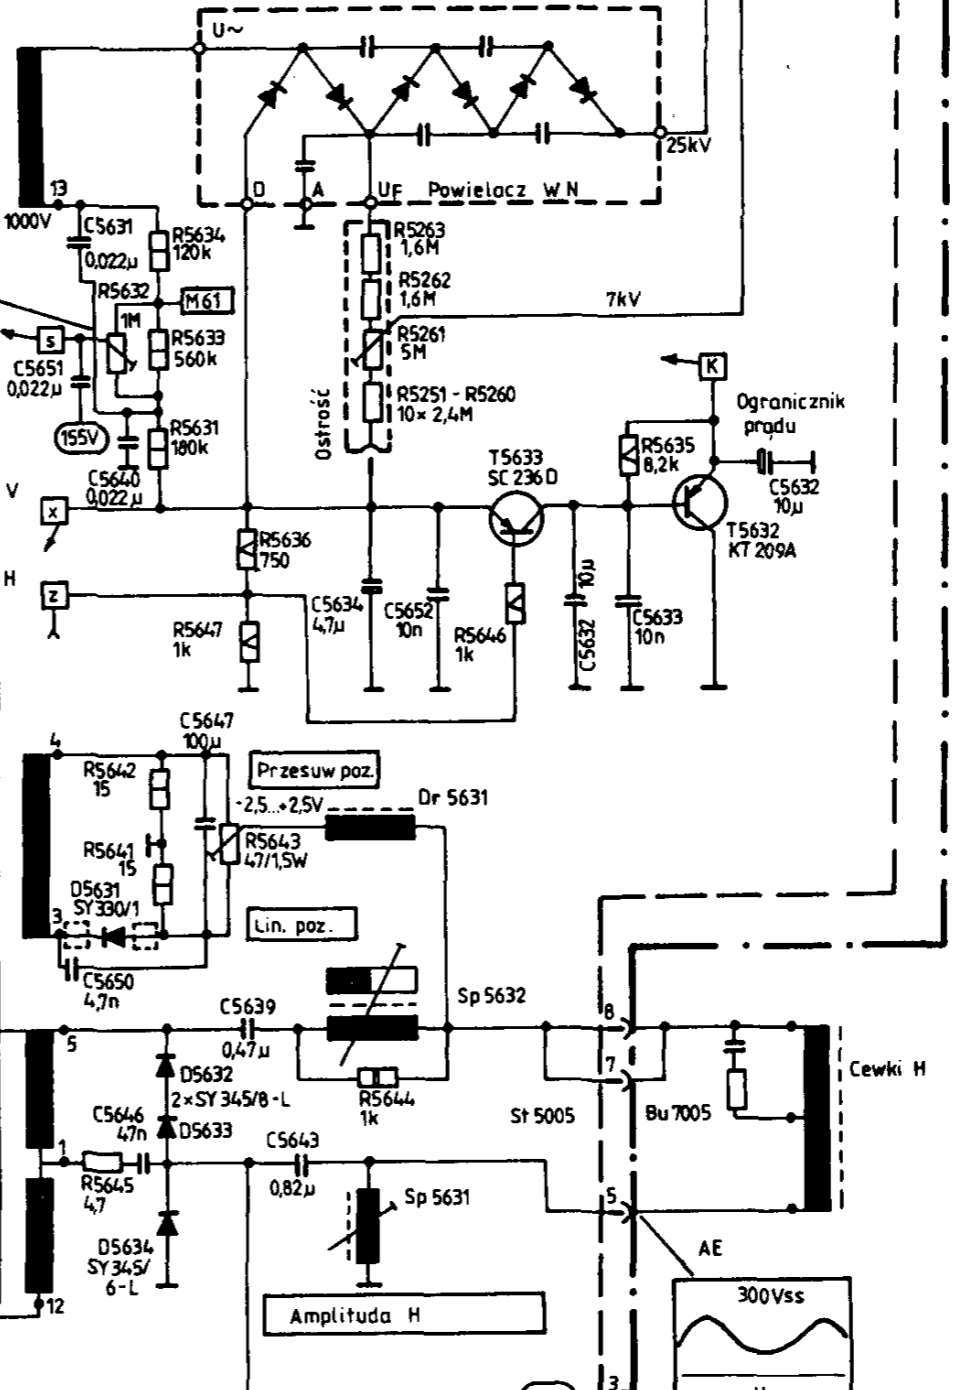 U~
25kV
D
A
UF
Powielacz WN
13
1000V
C5631
0,022µ
R5634
120k
R5632
1M
M61
R5633
560k
s
C5651
0,022µ
155V
R5631
180k
C5640
0,022µ
R5263
1,6M
R5262
1,6M
R5261
5M
R5251 - R5260
10× 2,4M
Ostrość
7kV
K
Ogranicznik
prądu
R5635
8,2k
C5632
10µ
T5633
SC 236 D
T5632
KT 209A
V
x
H
z
R5636
750
R5647
1k
C5634
4,7µ
C5652
10n
R5646
1k
10µ
C5632
C5633
10n
4
C5647
100µ
R5642
15
Przesuw poz.
-2,5...+2,5V
Dr 5631
R5643
47/1,5W
R5641
15
D5631
SY330/1
3
Lin. poz.
C5650
4,7n
5
C5639
0,47µ
Sp 5632
D5632
2×SY 345/8-L
D5633
R5644
1k
C5646
47n
1
R5645
4,7
C5643
0,82µ
Sp 5631
D5634
SY 345/
6-L
12
Amplituda H
8
7
St 5005
Bu 7005
5
Cewki H
AE
300Vss
3